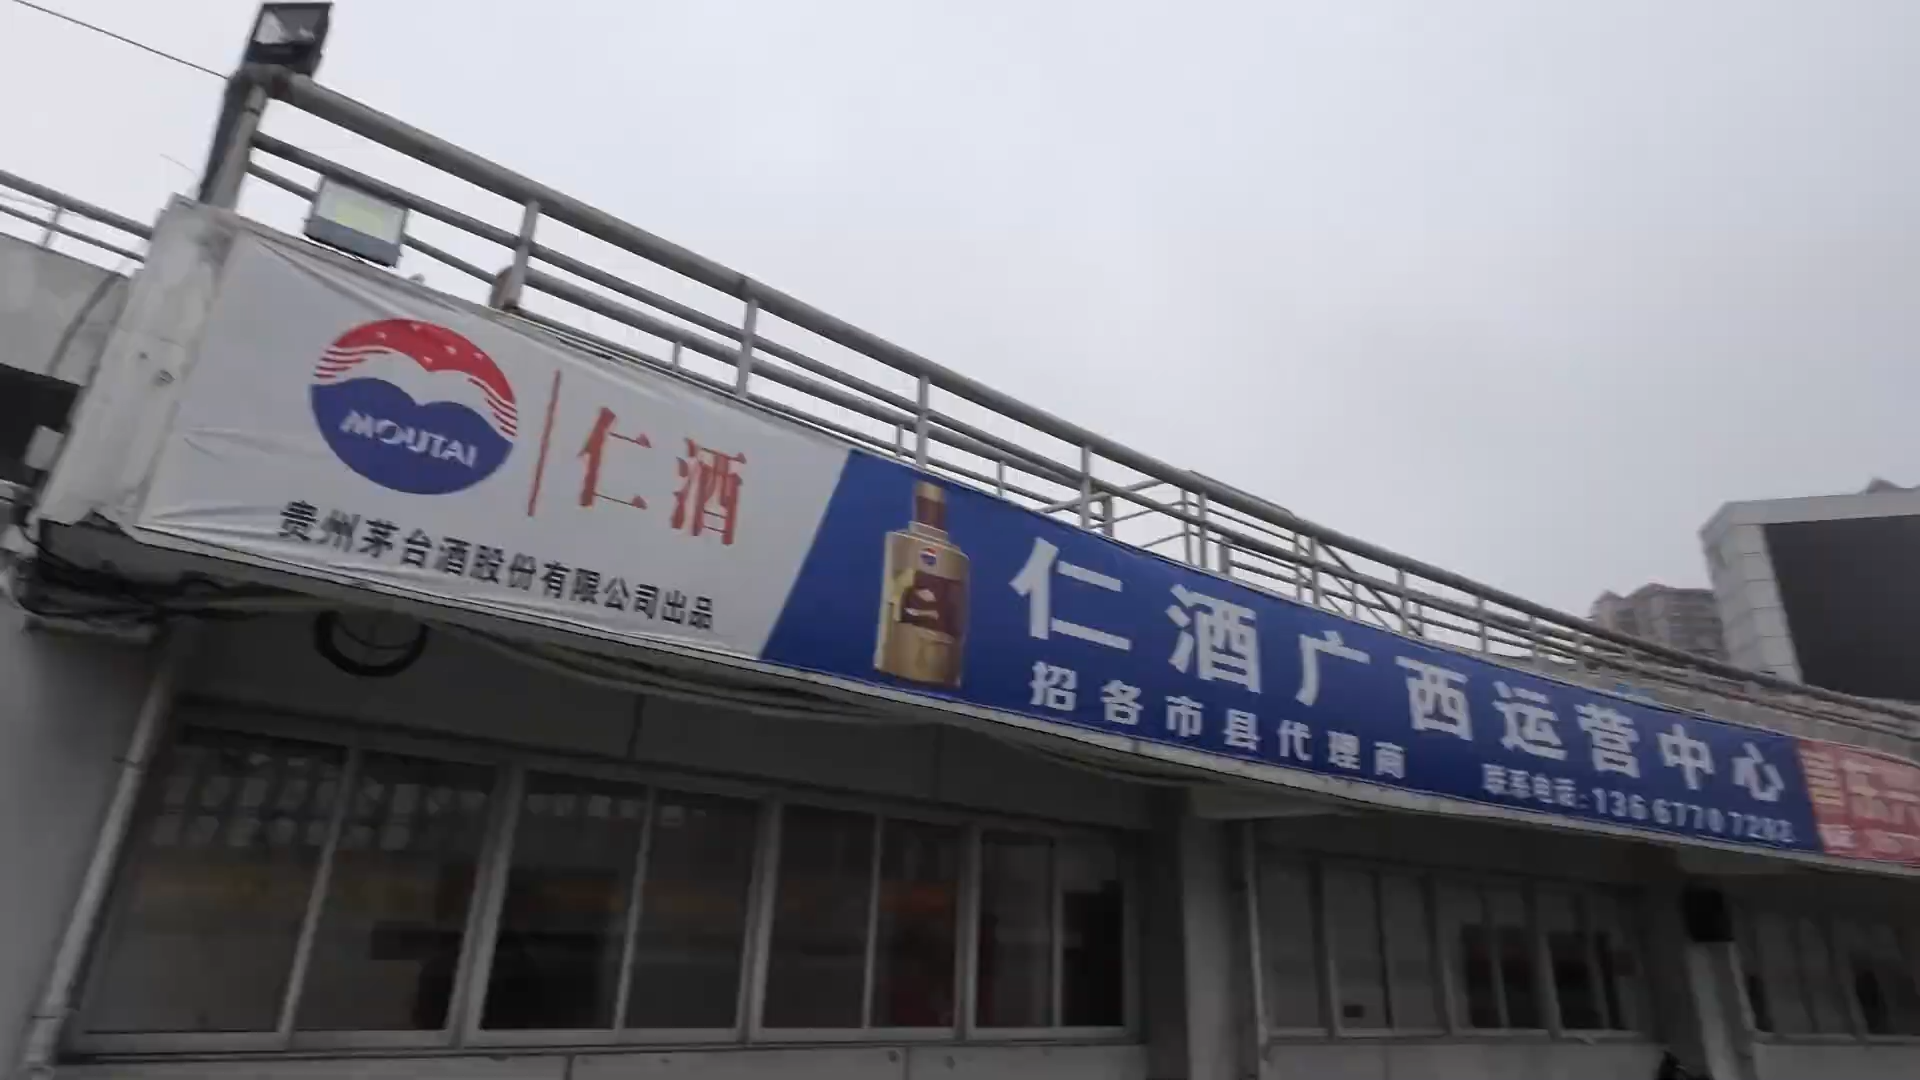 MOUTAI
仁酒
贵州茅台酒股份有限公司出品
仁酒广西运营中心
招各市县代理商
联系电话:13667707283